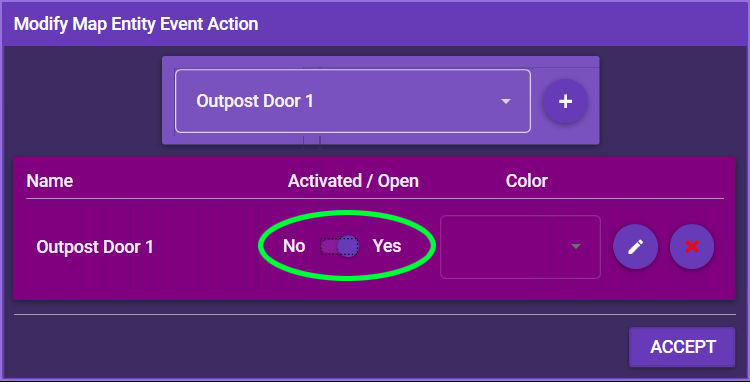 Modify Map Entity Event Action
Outpost Door 1
Name Activated / Open Color
Outpost Door 1 No Yes
ACCEPT